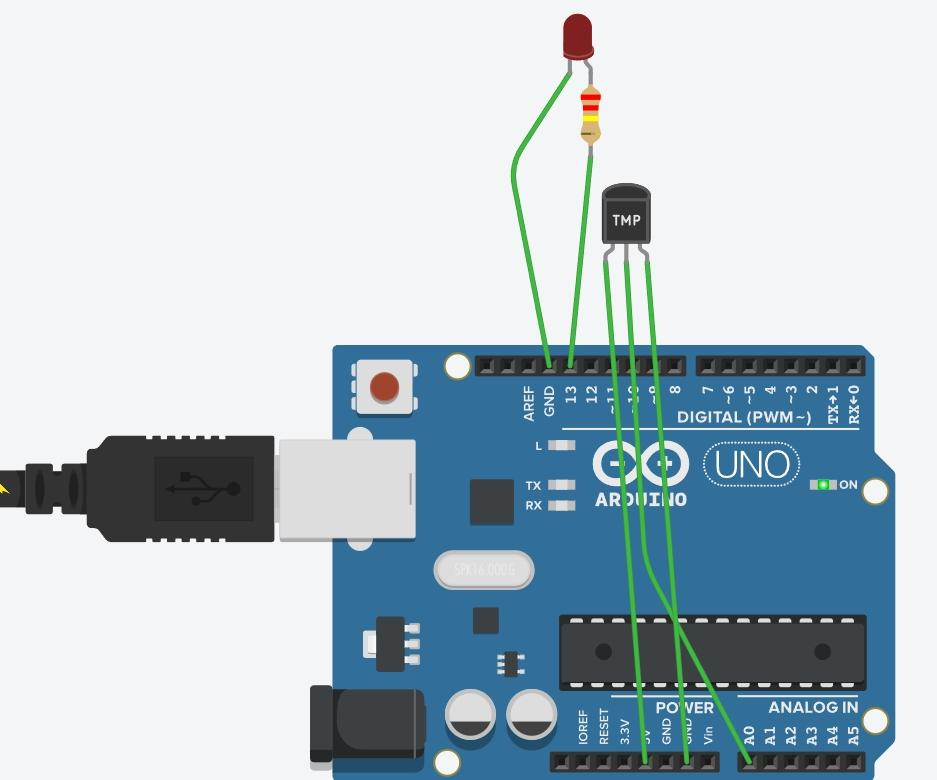 TMP
AREF
GND
13
12
~11
~10
~9
8
7
~6
~5
4
~3
2
TX→1
RX←0
DIGITAL (PWM~)
L
TX
RX
UNO
ON
ARDUINO
SPK16.000G
POWER
ANALOG IN
IOREF
RESET
3.3V
5V
GND
GND
Vin
A0
A1
A2
A3
A4
A5